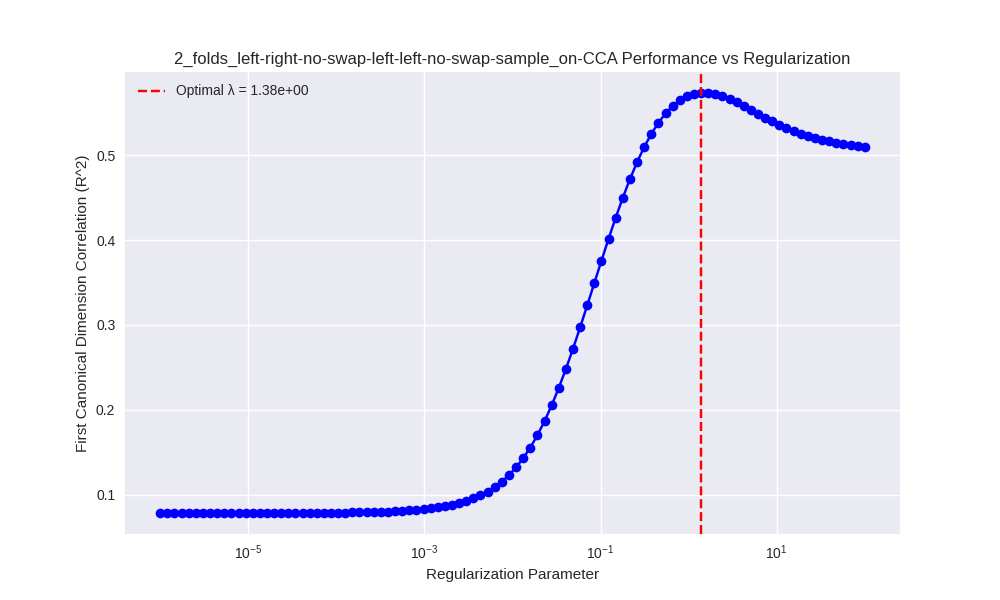 2_folds_left-right-no-swap-left-left-no-swap-sample_on-CCA Performance vs Regularization
Optimal λ = 1.38e+00
First Canonical Dimension Correlation (R^2)
0.5
0.4
0.3
0.2
0.1
10⁻⁵
10⁻³
10⁻¹
10¹
Regularization Parameter